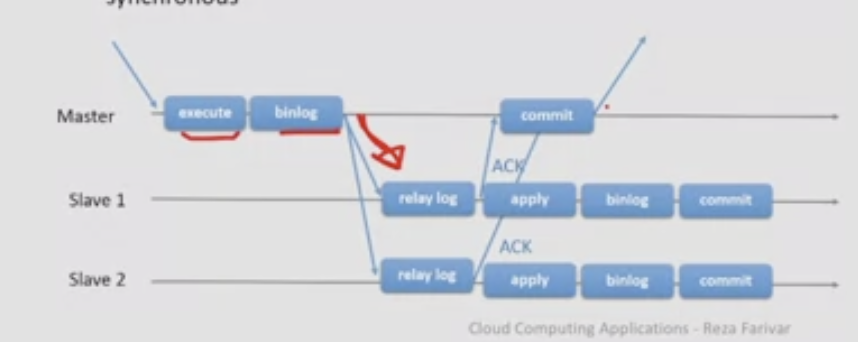 synchronous
Master execute binlog commit
ACK
Slave 1 relay log apply binlog commit
ACK
Slave 2 relay log apply binlog commit
Cloud Computing Applications - Reza Farivar